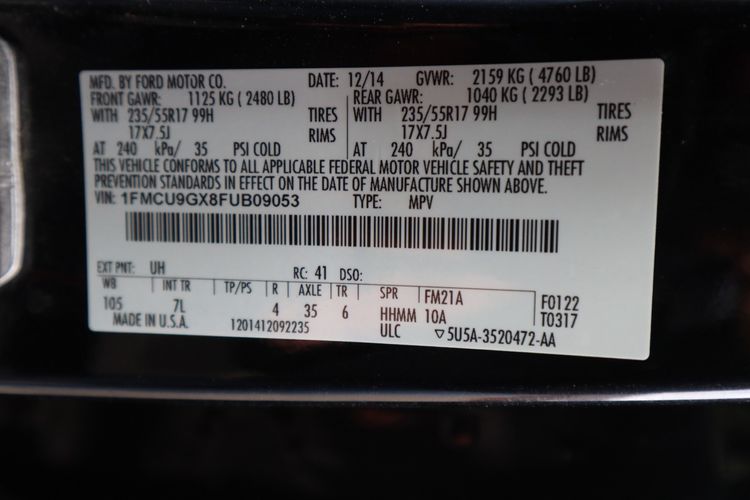 MFD. BY FORD MOTOR CO. DATE: 12/14 GVWR: 2159 KG ( 4760 LB)
FRONT GAWR: 1125 KG ( 2480 LB) REAR GAWR: 1040 KG ( 2293 LB)
WITH 235/55R17 99H TIRES WITH 235/55R17 99H TIRES
17X7.5J RIMS 17X7.5J RIMS
AT 240 kPa/ 35 PSI COLD AT 240 kPa/ 35 PSI COLD
THIS VEHICLE CONFORMS TO ALL APPLICABLE FEDERAL MOTOR VEHICLE SAFETY AND THEFT
PREVENTION STANDARDS IN EFFECT ON THE DATE OF MANUFACTURE SHOWN ABOVE.
VIN: 1FMCU9GX8FUB09053 TYPE: MPV
EXT PNT: UH RC: 41 DSO:
WB INT TR TP/PS R AXLE TR SPR FM21A F0122
105 7L 4 35 6 HHMM 10A T0317
MADE IN U.S.A. 1201412092235 ULC ▽5U5A-3520472-AA